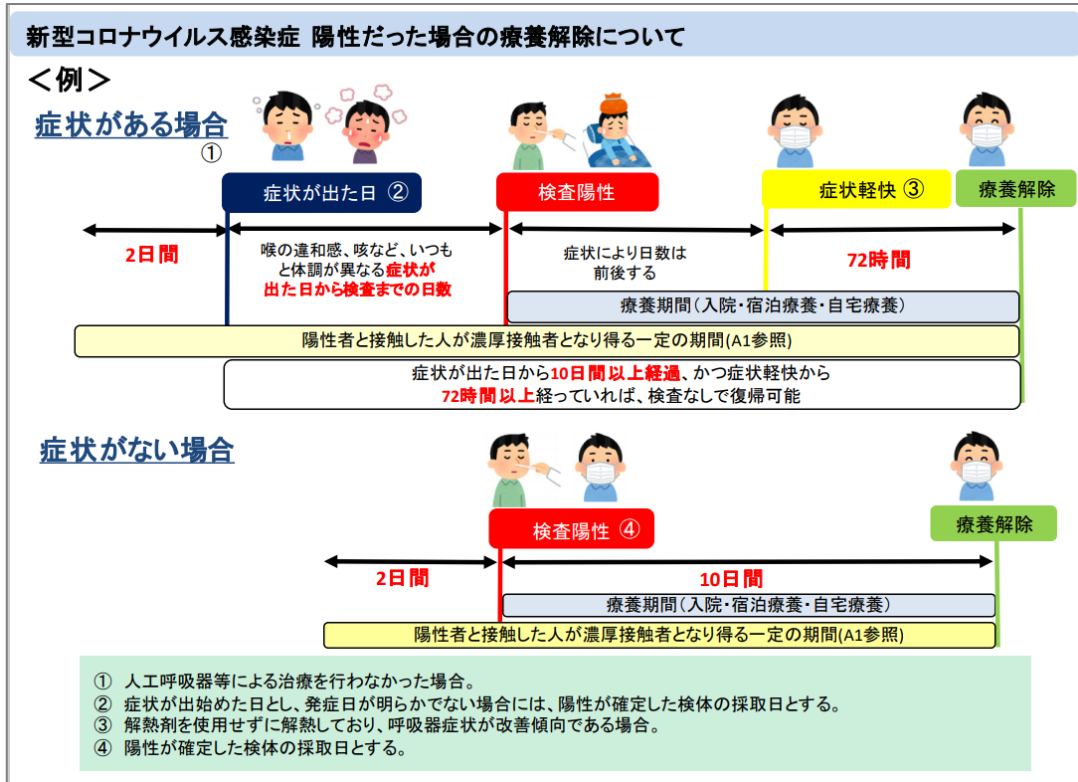 新型コロナウイルス感染症 陽性だった場合の療養解除について
＜例＞
症状がある場合
①
症状が出た日 ②
検査陽性
症状軽快 ③
療養解除
2日間
喉の違和感、咳など、いつも
と体調が異なる症状が
出た日から検査までの日数
症状により日数は
前後する
72時間
療養期間（入院・宿泊療養・自宅療養）
陽性者と接触した人が濃厚接触者となり得る一定の期間(A1参照)
症状が出た日から10日間以上経過、かつ症状軽快から
72時間以上経っていれば、検査なしで復帰可能
症状がない場合
検査陽性 ④
療養解除
2日間
10日間
療養期間（入院・宿泊療養・自宅療養）
陽性者と接触した人が濃厚接触者となり得る一定の期間(A1参照)
① 人工呼吸器等による治療を行わなかった場合。
② 症状が出始めた日とし、発症日が明らかでない場合には、陽性が確定した検体の採取日とする。
③ 解熱剤を使用せずに解熱しており、呼吸器症状が改善傾向である場合。
④ 陽性が確定した検体の採取日とする。